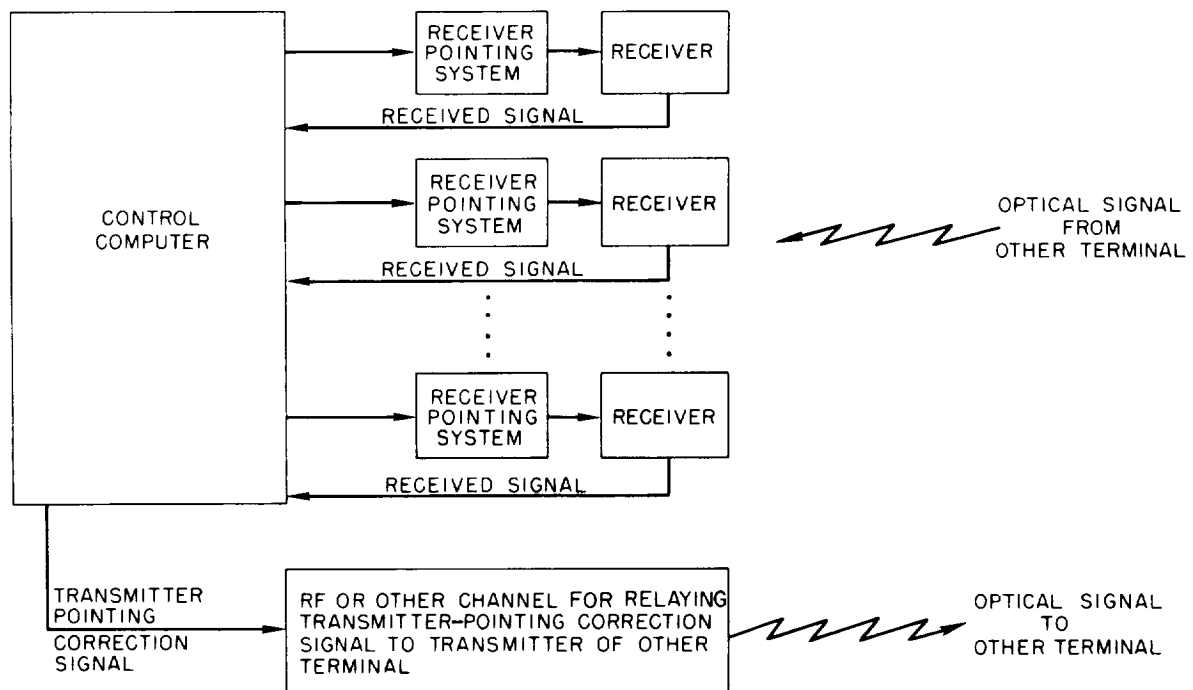 RECEIVER
POINTING
SYSTEM
RECEIVER
RECEIVED SIGNAL
RECEIVER
POINTING
SYSTEM
RECEIVER
RECEIVED SIGNAL
CONTROL
COMPUTER
OPTICAL SIGNAL
FROM
OTHER TERMINAL
RECEIVER
POINTING
SYSTEM
RECEIVER
RECEIVED SIGNAL
TRANSMITTER
POINTING
CORRECTION
SIGNAL
RF OR OTHER CHANNEL FOR RELAYING
TRANSMITTER-POINTING CORRECTION
SIGNAL TO TRANSMITTER OF OTHER
TERMINAL
OPTICAL SIGNAL
TO
OTHER TERMINAL